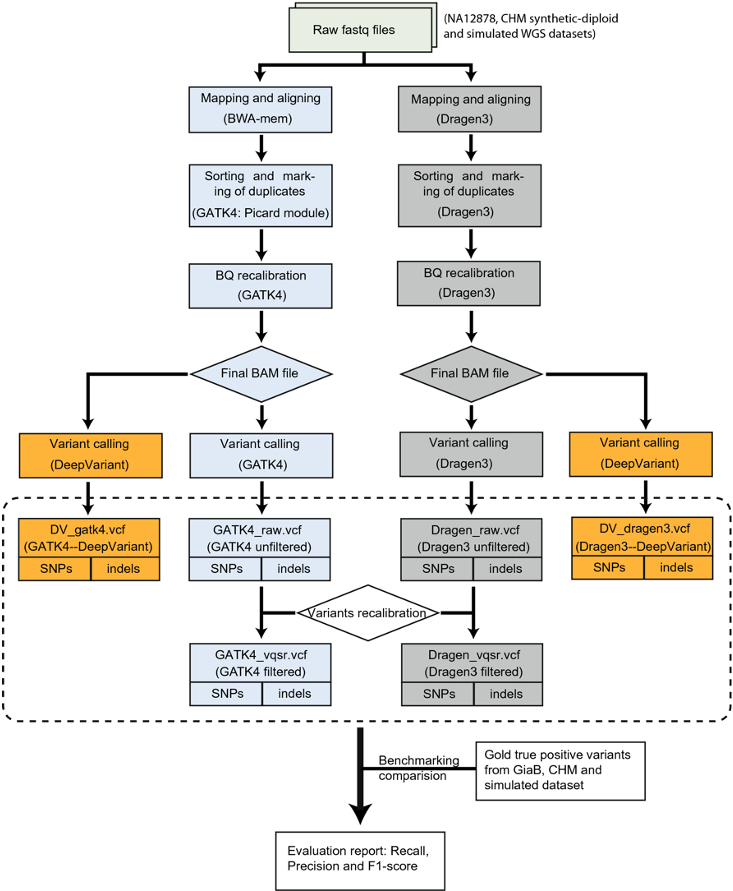 Raw fastq files
(NA12878, CHM synthetic-diploid
and simulated WGS datasets)
Mapping and aligning
(BWA-mem)
Mapping and aligning
(Dragen3)
Sorting and mark-
ing of duplicates
(GATK4: Picard module)
Sorting and mark-
ing of duplicates
(Dragen3)
BQ recalibration
(GATK4)
BQ recalibration
(Dragen3)
Final BAM file
Final BAM file
Variant calling
(DeepVariant)
Variant calling
(GATK4)
Variant calling
(Dragen3)
Variant calling
(DeepVariant)
DV_gatk4.vcf
(GATK4--DeepVariant)
SNPs indels
GATK4_raw.vcf
(GATK4 unfiltered)
SNPs indels
Dragen_raw.vcf
(Dragen3 unfiltered)
SNPs indels
DV_dragen3.vcf
(Dragen3--DeepVariant)
SNPs indels
Variants recalibration
GATK4_vqsr.vcf
(GATK4 filtered)
SNPs indels
Dragen_vqsr.vcf
(Dragen3 filtered)
SNPs indels
Benchmarking
comparision
Gold true positive variants
from GiaB, CHM and
simulated dataset
Evaluation report: Recall,
Precision and F1-score